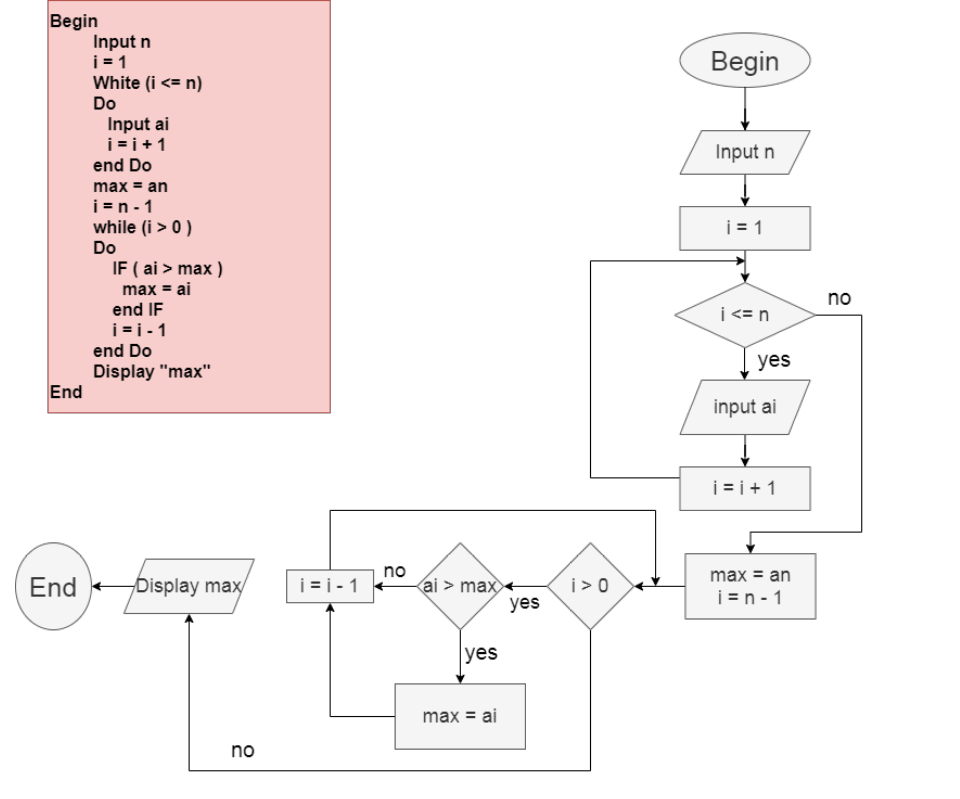 Begin
Input n
i = 1
White (i <= n)
Do
Input ai
i = i + 1
end Do
max = an
i = n - 1
while (i > 0 )
Do
IF ( ai > max )
max = ai
end IF
i = i - 1
end Do
Display "max"
End
Begin
Input n
i = 1
i <= n
no
yes
input ai
i = i + 1
max = an
i = n - 1
i > 0
yes
ai > max
no
i = i - 1
yes
max = ai
no
Display max
End